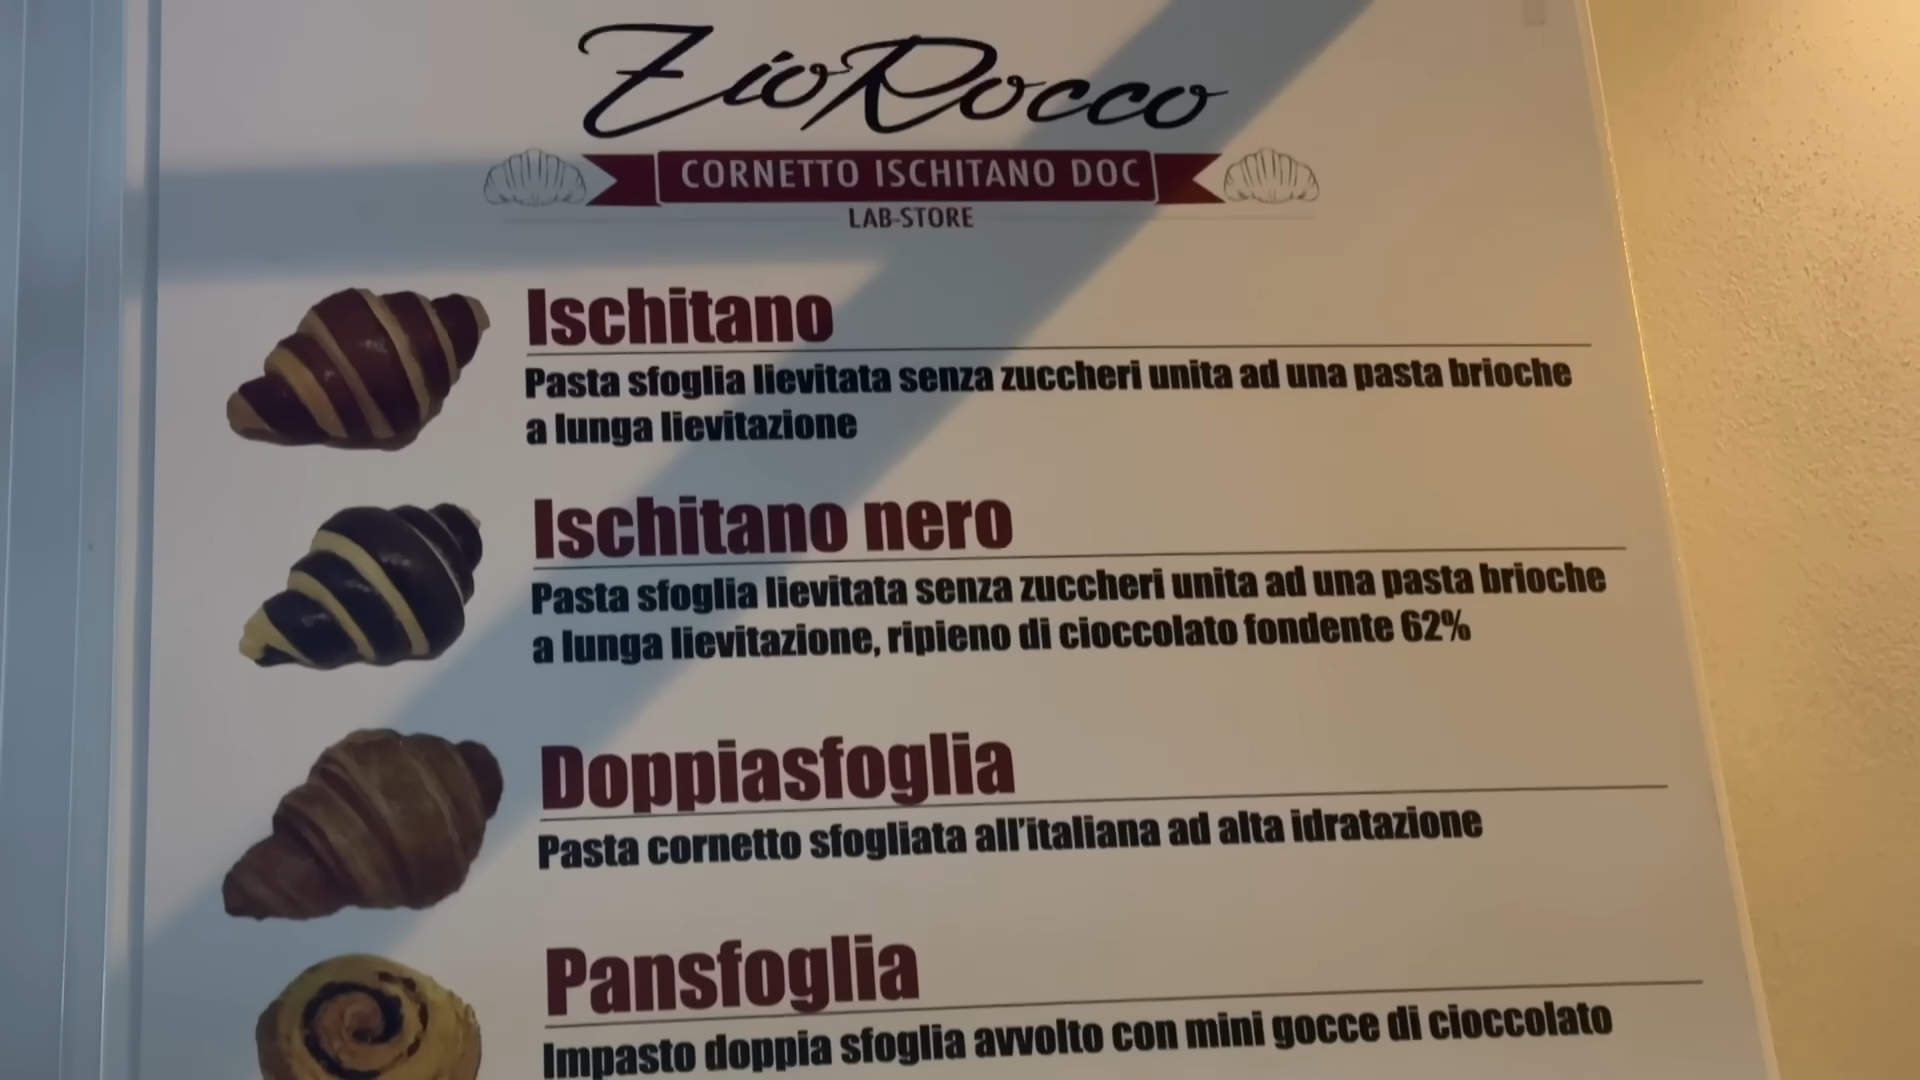 Zio Rocco
CORNETTO ISCHITANO DOC
LAB-STORE
Ischitano
Pasta sfoglia lievitata senza zuccheri unita ad una pasta brioche
a lunga lievitazione
Ischitano nero
Pasta sfoglia lievitata senza zuccheri unita ad una pasta brioche
a lunga lievitazione, ripieno di cioccolato fondente 62%
Doppiasfoglia
Pasta cornetto sfogliata all'italiana ad alta idratazione
Pansfoglia
Impasto doppia sfoglia avvolto con mini gocce di cioccolato